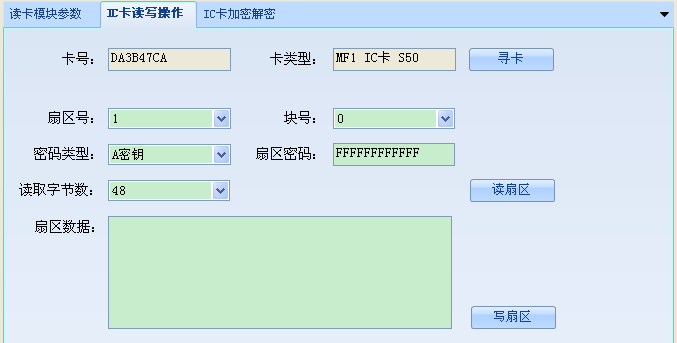 读卡模块参数 IC卡读写操作 IC卡加密解密
卡号： DA3B47CA 卡类型： MF1 IC卡 S50 寻卡
扇区号： 1 块号： 0
密码类型： A密钥 扇区密码： FFFFFFFFFFFF
读取字节数： 48 读扇区
扇区数据：
写扇区